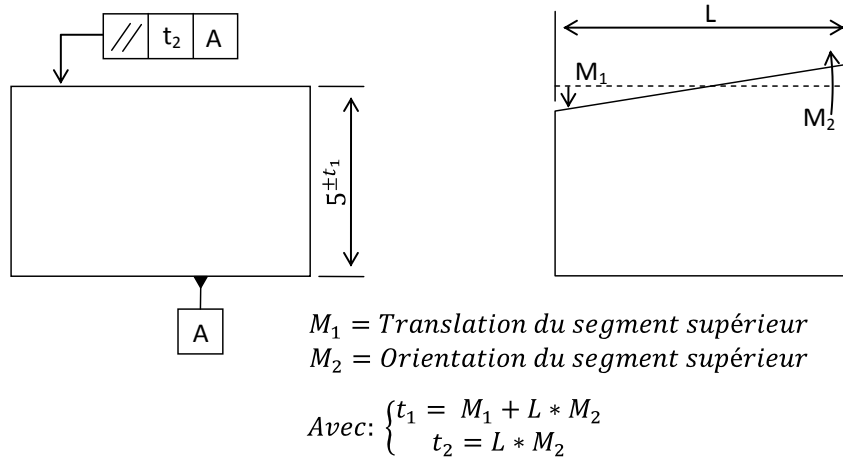 // t₂ A
5±t₁
A
L
M₁
M₂
M₁ = Translation du segment supérieur
M₂ = Orientation du segment supérieur
Avec: { t₁ = M₁ + L * M₂
t₂ = L * M₂